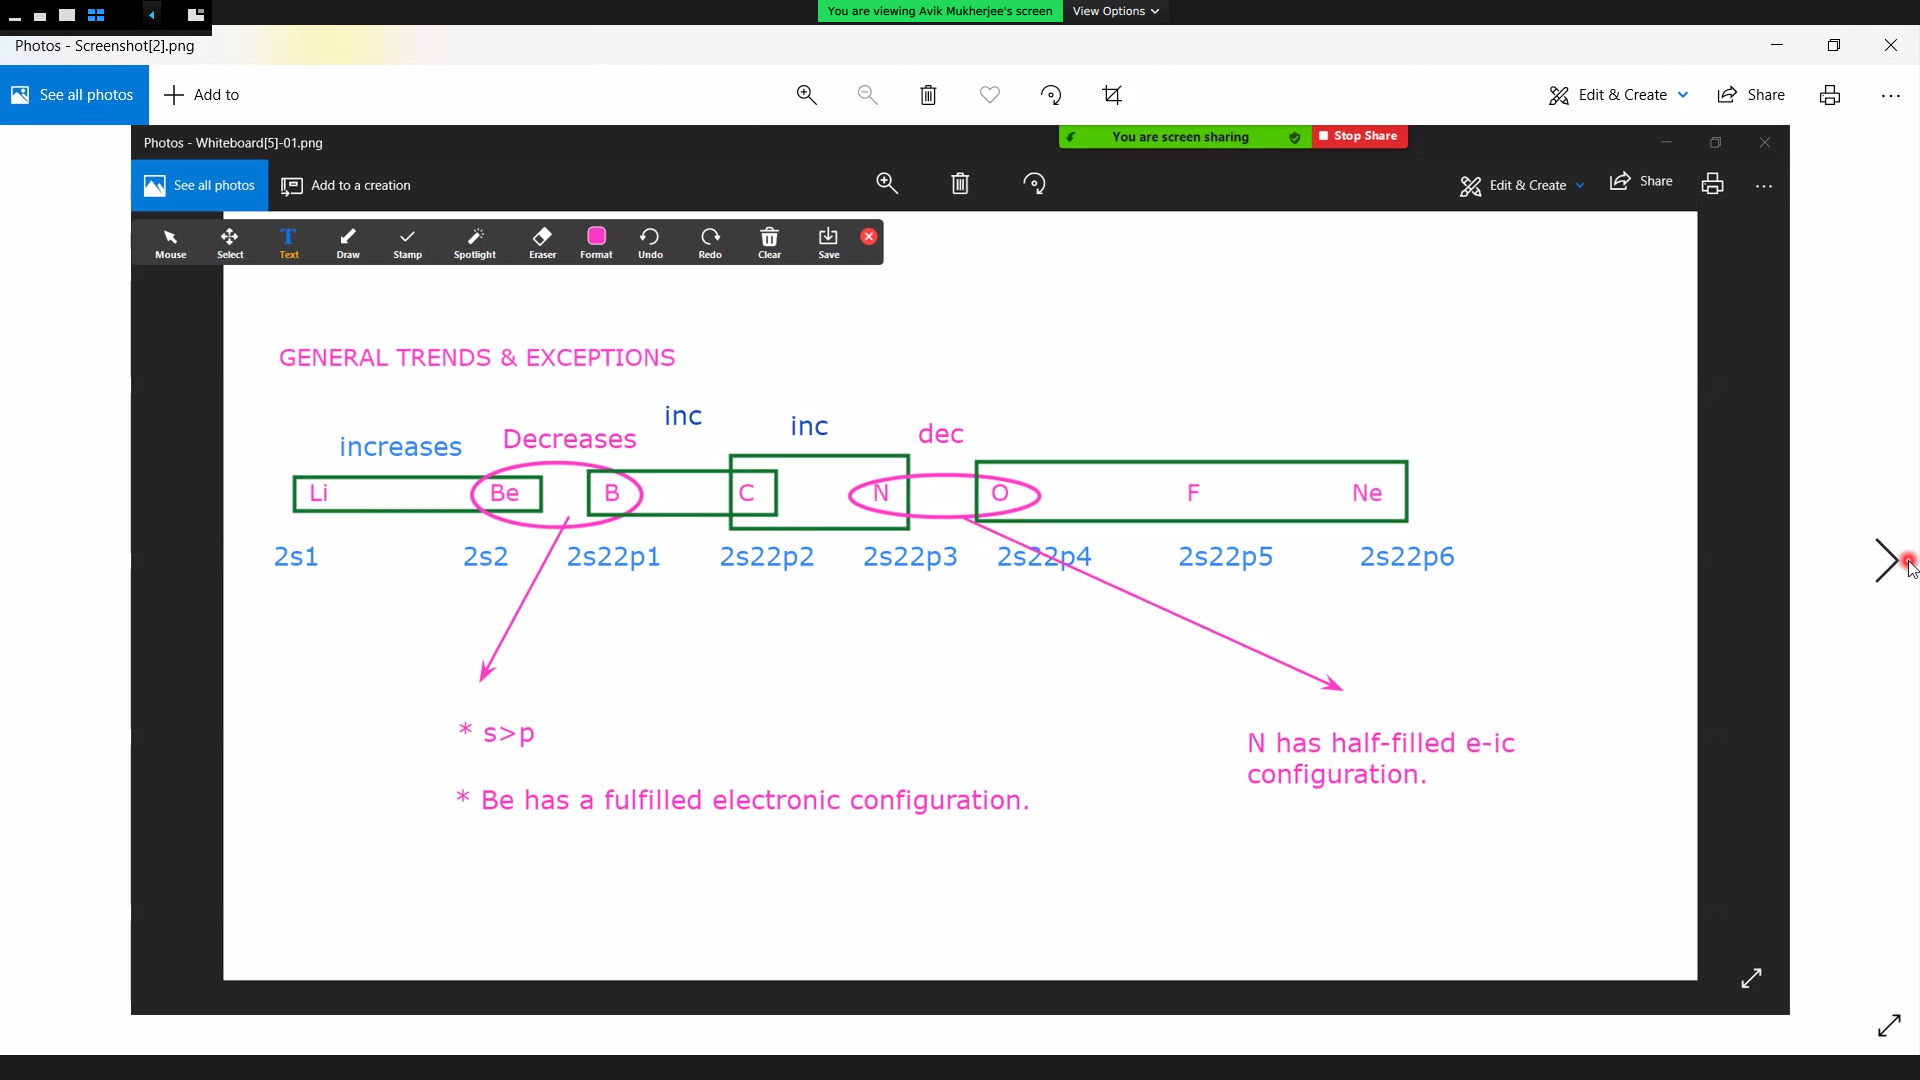 You are viewing Avik Mukherjee's screen View Options
Photos - Screenshot[2].png
See all photos Add to Edit & Create Share
Photos - Whiteboard[5]-01.png You are screen sharing Stop Share
See all photos Add to a creation Edit & Create Share
Mouse Select Text Draw Stamp Spotlight Eraser Format Undo Redo Clear Save
T
GENERAL TRENDS & EXCEPTIONS
increases Decreases inc inc dec
Li Be B C N O F Ne
2s1 2s2 2s22p1 2s22p2 2s22p3 2s22p4 2s22p5 2s22p6
* s>p
* Be has a fulfilled electronic configuration.
N has half-filled e-ic
configuration.